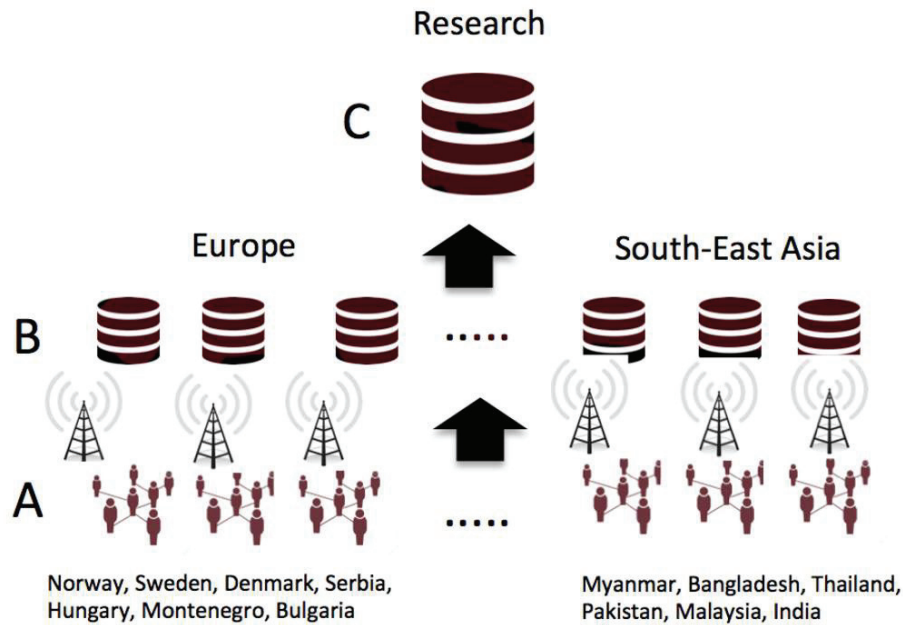 Research
C
Europe
South-East Asia
B
.....
A
.....
Norway, Sweden, Denmark, Serbia,
Hungary, Montenegro, Bulgaria
Myanmar, Bangladesh, Thailand,
Pakistan, Malaysia, India